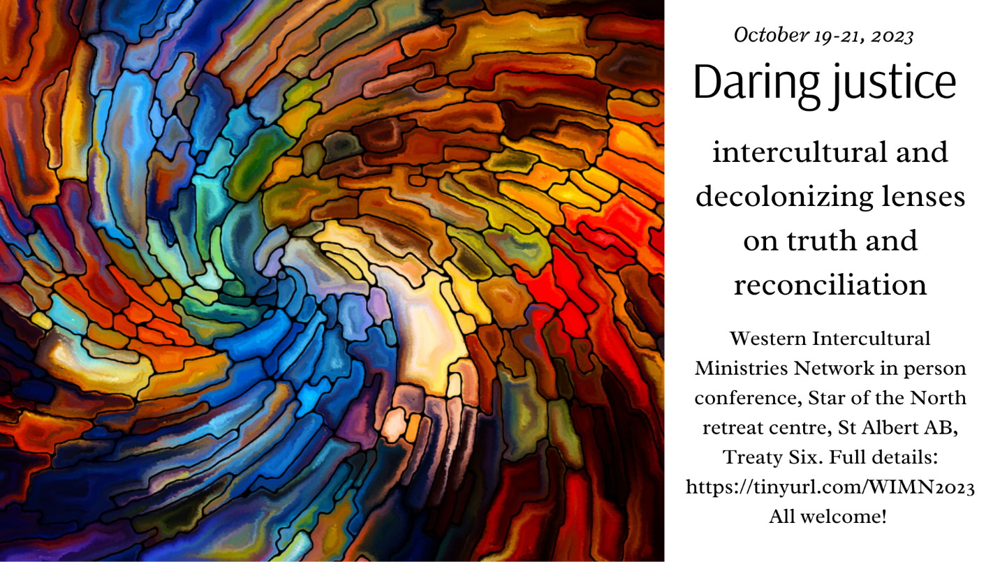 October 19-21, 2023
Daring justice
intercultural and
decolonizing lenses
on truth and
reconciliation
Western Intercultural
Ministries Network in person
conference, Star of the North
retreat centre, St Albert AB,
Treaty Six. Full details:
https://tinyurl.com/WIMN2023
All welcome!